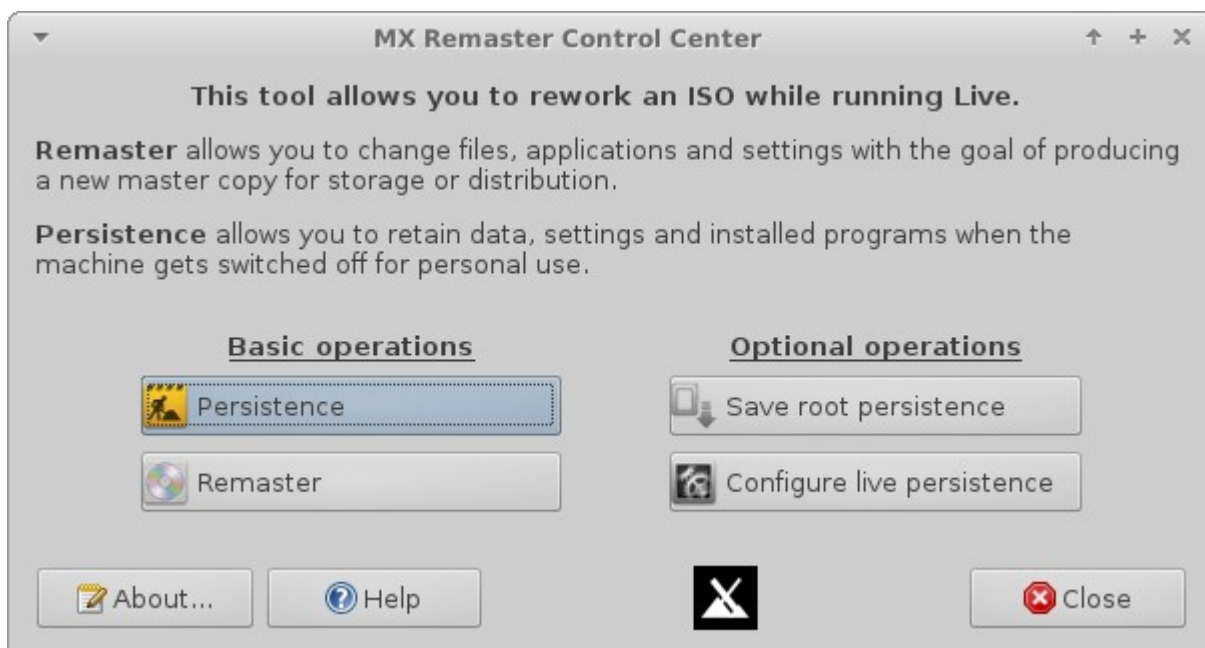 MX Remaster Control Center
This tool allows you to rework an ISO while running Live.
Remaster allows you to change files, applications and settings with the goal of producing
a new master copy for storage or distribution.
Persistence allows you to retain data, settings and installed programs when the
machine gets switched off for personal use.
Basic operations
Optional operations
Persistence
Save root persistence
Remaster
Configure live persistence
About...
Help
Close